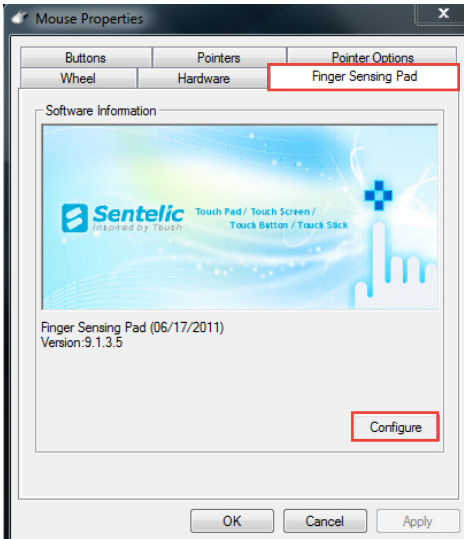 Mouse Properties
x
Buttons Pointers Pointer Options
Wheel Hardware Finger Sensing Pad
Software Information
Sentelic Touch Pad / Touch Screen /
Inspired by Touch Touch Button / Touch Stick
Finger Sensing Pad (06/17/2011)
Version:9.1.3.5
Configure
OK Cancel Apply